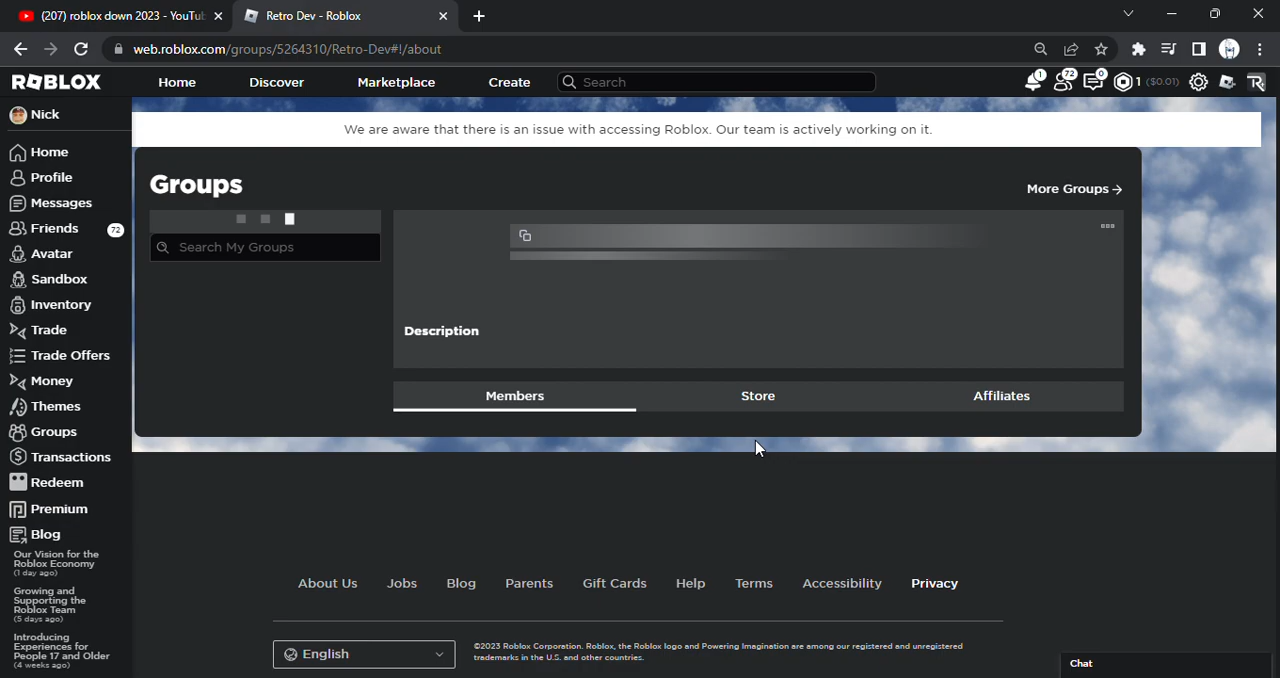 (207) roblox down 2023 - YouTu
Retro Dev - Roblox
web.roblox.com/groups/5264310/Retro-Dev#!/about
ROBLOX
Home
Discover
Marketplace
Create
Search
1
72
0
1
($0.01)
Nick
Home
Profile
Messages
Friends
72
Avatar
Sandbox
Inventory
Trade
Trade Offers
Money
Themes
Groups
Transactions
Redeem
Premium
Blog
Our Vision for the
Roblox Economy
(1 day ago)
Growing and
Supporting the
Roblox Team
(5 days ago)
Introducing
Experiences for
People 17 and Older
(4 weeks ago)
We are aware that there is an issue with accessing Roblox. Our team is actively working on it.
Groups
More Groups
Search My Groups
Description
Members
Store
Affiliates
About Us
Jobs
Blog
Parents
Gift Cards
Help
Terms
Accessibility
Privacy
English
©2023 Roblox Corporation. Roblox, the Roblox logo and Powering Imagination are among our registered and unregistered
trademarks in the U.S. and other countries.
Chat